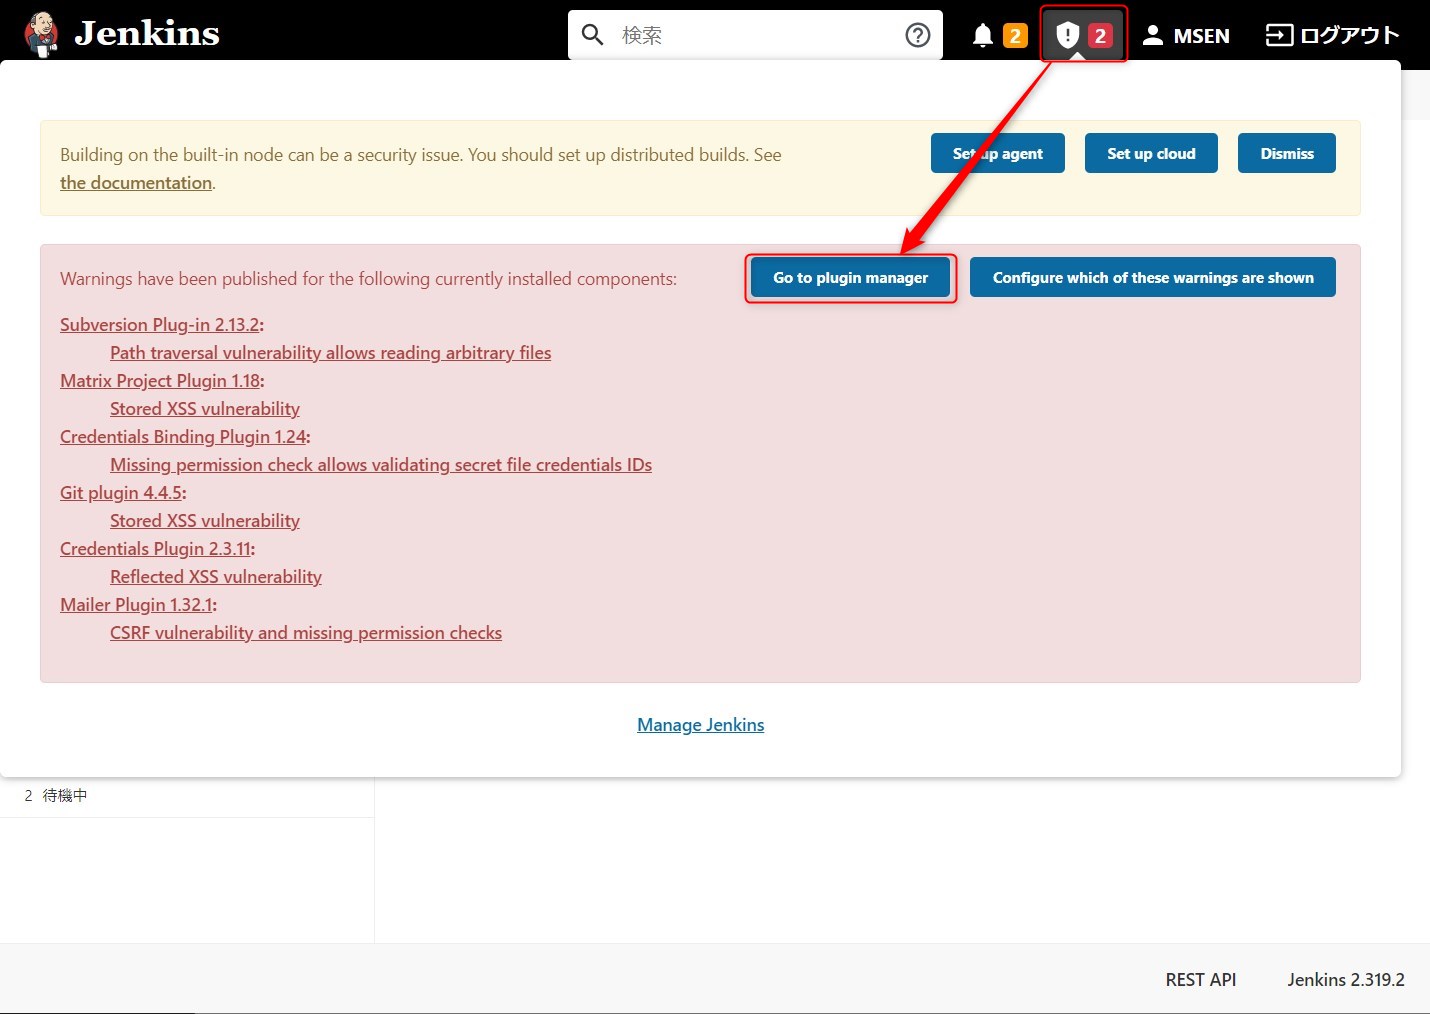 Jenkins
検索
2
2
MSEN
ログアウト
Building on the built-in node can be a security issue. You should set up distributed builds. See
the documentation.
Set up agent
Set up cloud
Dismiss
Warnings have been published for the following currently installed components:
Go to plugin manager
Configure which of these warnings are shown
Subversion Plug-in 2.13.2:
Path traversal vulnerability allows reading arbitrary files
Matrix Project Plugin 1.18:
Stored XSS vulnerability
Credentials Binding Plugin 1.24:
Missing permission check allows validating secret file credentials IDs
Git plugin 4.4.5:
Stored XSS vulnerability
Credentials Plugin 2.3.11:
Reflected XSS vulnerability
Mailer Plugin 1.32.1:
CSRF vulnerability and missing permission checks
Manage Jenkins
2 待機中
REST API
Jenkins 2.319.2